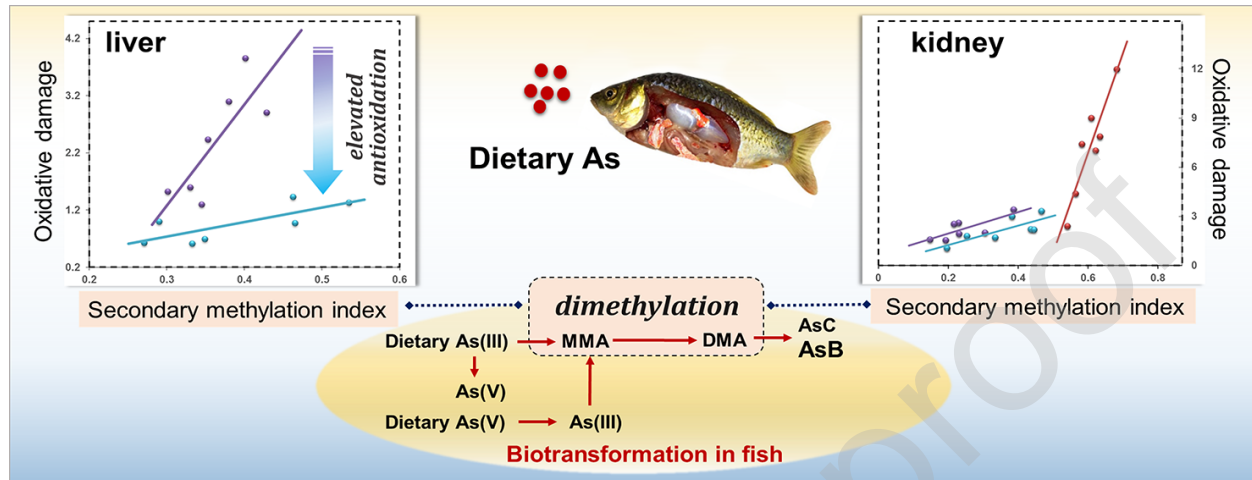 liver
Oxidative damage
4.2
3.2
2.2
1.2
0.2
0.2
0.3
0.4
0.5
0.6
elevated
antioxidation
Secondary methylation index
Dietary As
kidney
Oxidative damage
12
9
6
3
0
0
0.2
0.4
0.6
0.8
Secondary methylation index
dimethylation
Dietary As(III)
MMA
DMA
AsC
AsB
As(V)
Dietary As(V)
As(III)
Biotransformation in fish
proof